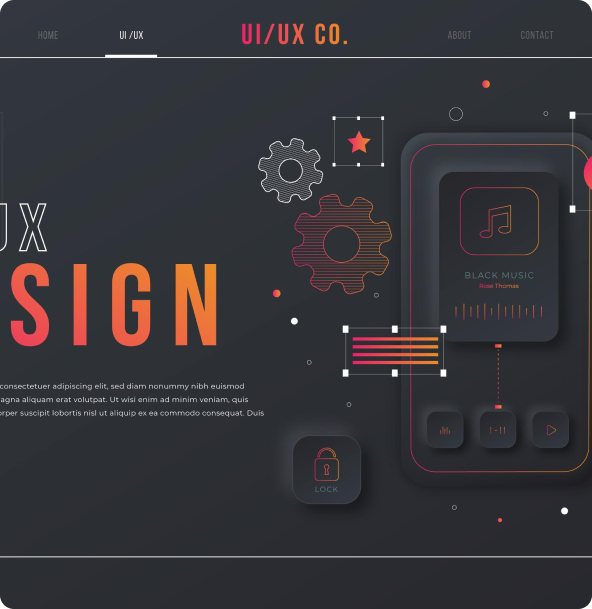 HOME
UI /UX
UI/UX CO.
ABOUT
CONTACT
UX
SIGN
BLACK MUSIC
Rose Thomas
consectetuer adipiscing elit, sed diam nonummy nibh euismod
agna aliquam erat volutpat. Ut wisi enim ad minim veniam, quis
orper suscipit lobortis nisl ut aliquip ex ea commodo consequat. Duis
LOCK